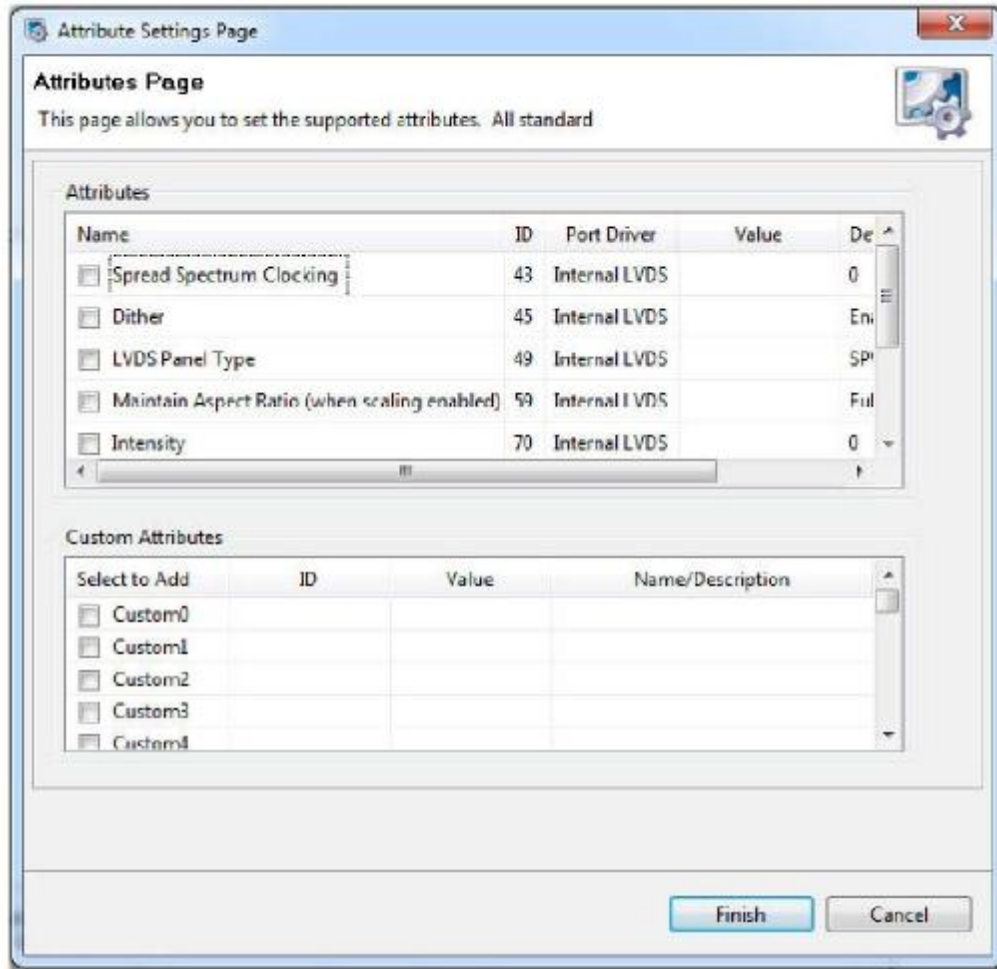 Attribute Settings Page
Attributes Page
This page allows you to set the supported attributes. All standard
Attributes
Name ID Port Driver Value De
Spread Spectrum Clocking 43 Internal LVDS 0
Dither 45 Internal LVDS Ena
LVDS Panel Type 49 Internal LVDS SPW
Maintain Aspect Ratio (when scaling enabled) 59 Internal LVDS Ful
Intensity 70 Internal LVDS 0
Custom Attributes
Select to Add ID Value Name/Description
Custom0
Custom1
Custom2
Custom3
Custom4
Finish Cancel